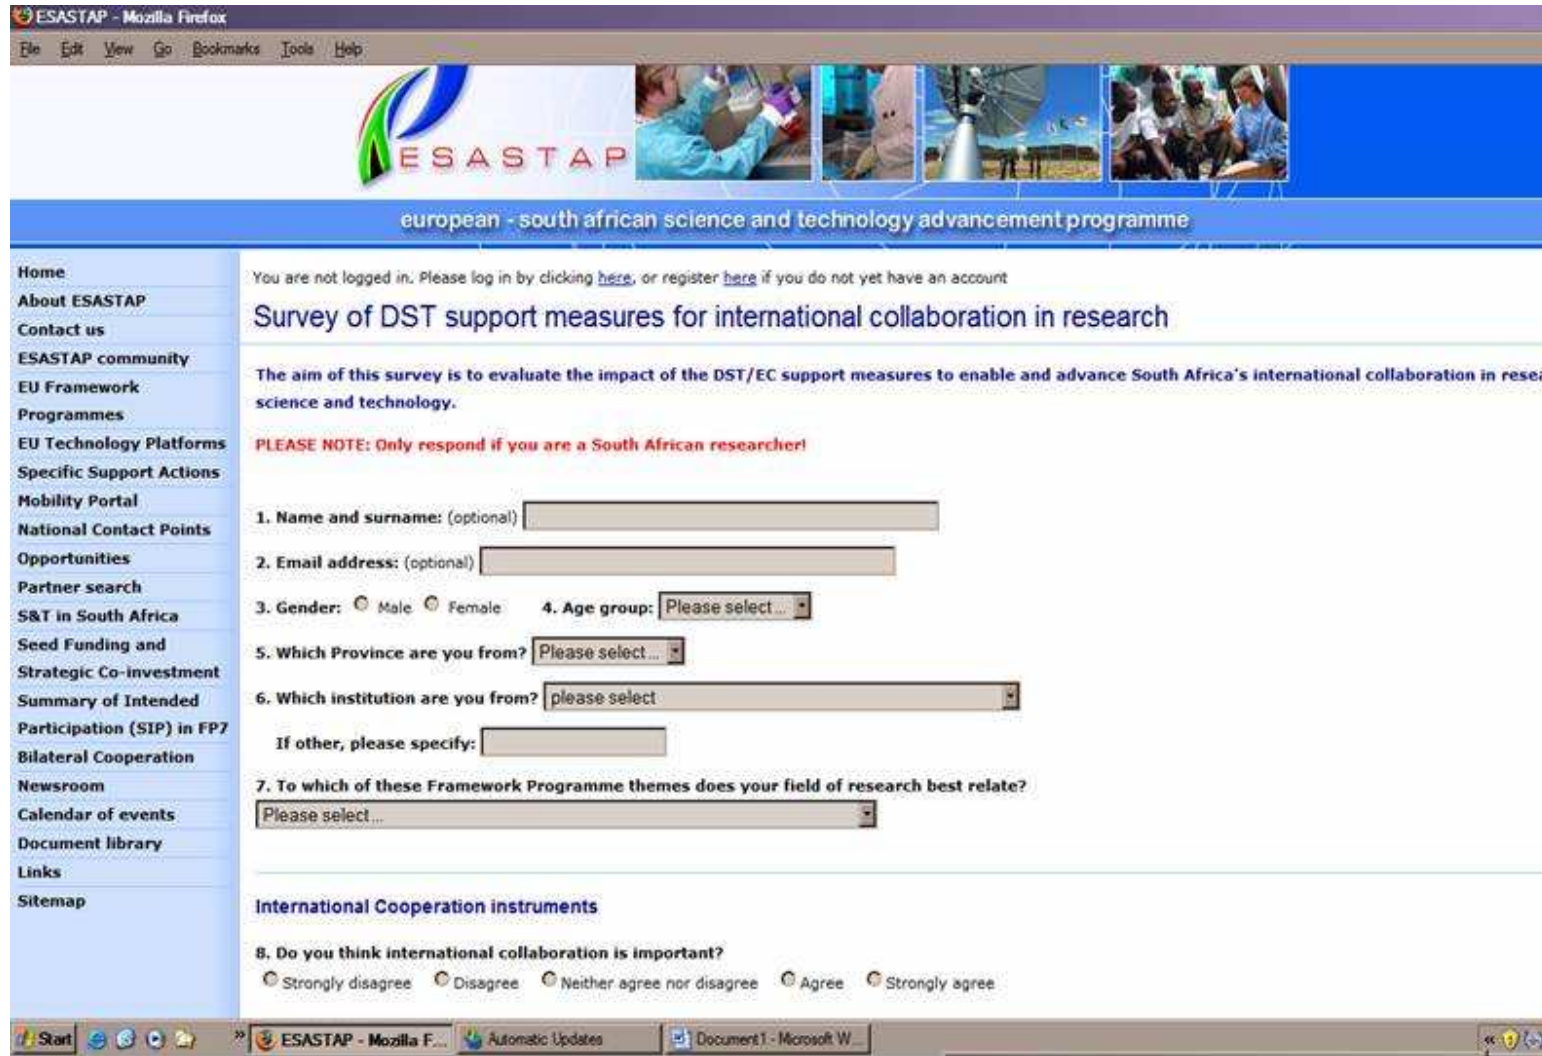 ESASTAP - Mozilla Firefox
File Edit View Go Bookmarks Tools Help
ESASTAP
european - south african science and technology advancement programme
Home
About ESASTAP
Contact us
ESASTAP community
EU Framework
Programmes
EU Technology Platforms
Specific Support Actions
Mobility Portal
National Contact Points
Opportunities
Partner search
S&T in South Africa
Seed Funding and
Strategic Co-investment
Summary of Intended
Participation (SIP) in FP7
Bilateral Cooperation
Newsroom
Calendar of events
Document library
Links
Sitemap
You are not logged in. Please log in by clicking here, or register here if you do not yet have an account
Survey of DST support measures for international collaboration in research
The aim of this survey is to evaluate the impact of the DST/EC support measures to enable and advance South Africa's international collaboration in
science and technology.
PLEASE NOTE: Only respond if you are a South African researcher!
1. Name and surname: (optional)
2. Email address: (optional)
3. Gender: Male Female 4. Age group: Please select...
5. Which Province are you from? Please select...
6. Which institution are you from? please select
If other, please specify:
7. To which of these Framework Programme themes does your field of research best relate?
Please select...
International Cooperation instruments
8. Do you think international collaboration is important?
Strongly disagree Disagree Neither agree nor disagree Agree Strongly agree
Start » ESASTAP - Mozilla F... Automatic Updates Document1 - Microsoft W... «